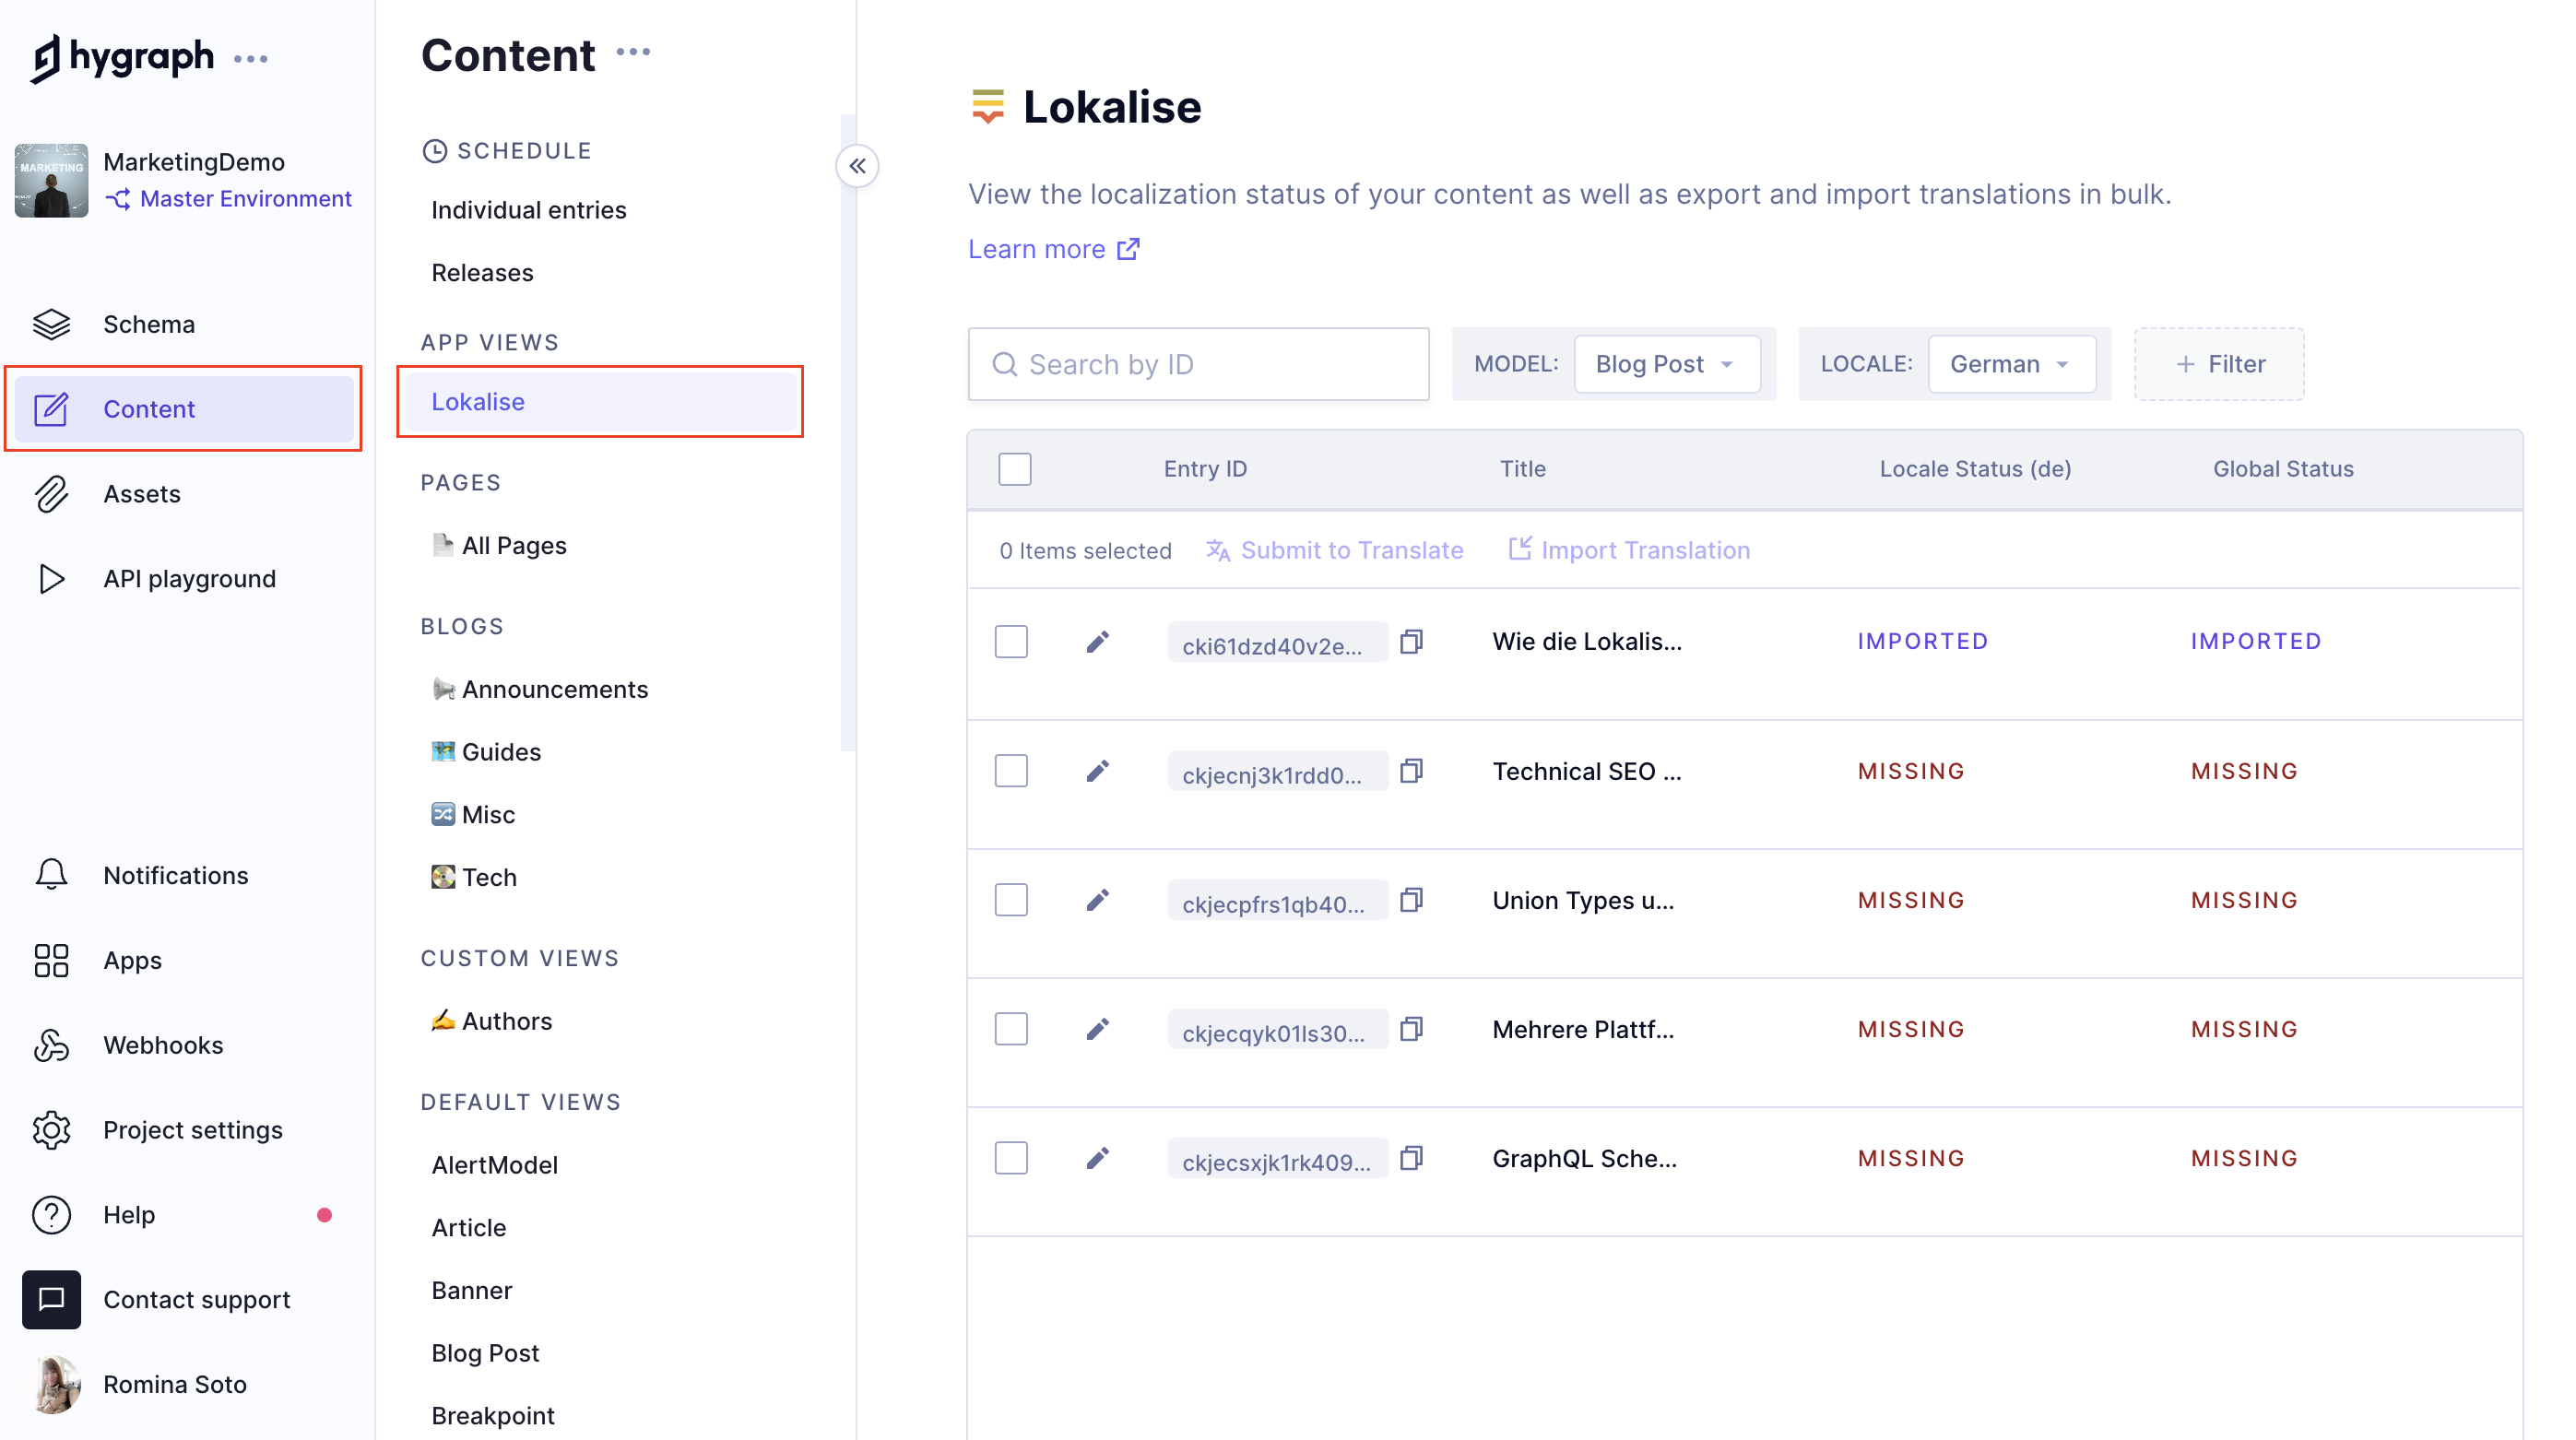 hygraph
MARKETING
MarketingDemo
Master Environment
Schema
Content
Assets
API playground
Notifications
Apps
Webhooks
Project settings
Help
Contact support
Romina Soto
Content
SCHEDULE
Individual entries
Releases
APP VIEWS
Lokalise
PAGES
All Pages
BLOGS
Announcements
Guides
Misc
Tech
CUSTOM VIEWS
Authors
DEFAULT VIEWS
AlertModel
Article
Banner
Blog Post
Breakpoint
Lokalise
View the localization status of your content as well as export and import translations in bulk.
Learn more
Search by ID MODEL: Blog Post LOCALE: German + Filter
Entry ID Title Locale Status (de) Global Status
0 Items selected Submit to Translate Import Translation
cki61dzd40v2e... Wie die Lokalis... IMPORTED IMPORTED
ckjecnj3k1rdd0... Technical SEO ... MISSING MISSING
ckjecpfrs1qb40... Union Types u... MISSING MISSING
ckjecqyk01ls30... Mehrere Plattf... MISSING MISSING
ckjecsxjk1rk409... GraphQL Sche... MISSING MISSING